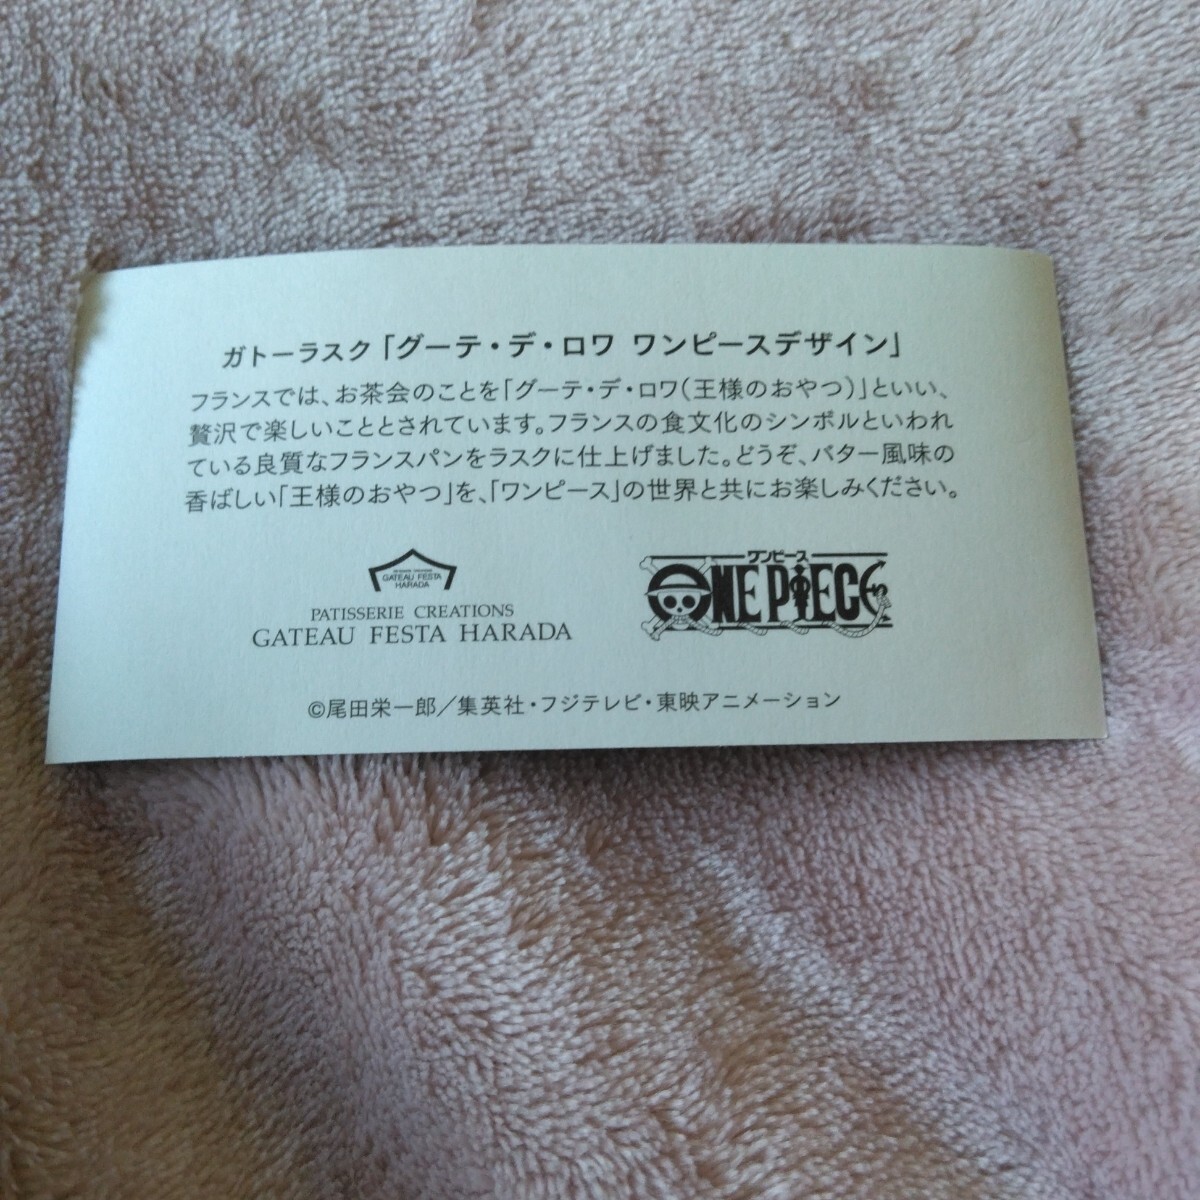 ガトーラスク「グーテ・デ・ロワ ワンピースデザイン」
フランスでは、お茶会のことを「グーテ・デ・ロワ(王様のおやつ)」といい、
贅沢で楽しいこととされています。フランスの食文化のシンボルといわれ
ている良質なフランスパンをラスクに仕上げました。どうぞ、バター風味の
香ばしい「王様のおやつ」を、「ワンピース」の世界と共にお楽しみください。
GATEAU FESTA
HARADA
PATISSERIE CREATIONS
GATEAU FESTA HARADA
ワンピース
ONE PIECE
©尾田栄一郎／集英社・フジテレビ・東映アニメーション